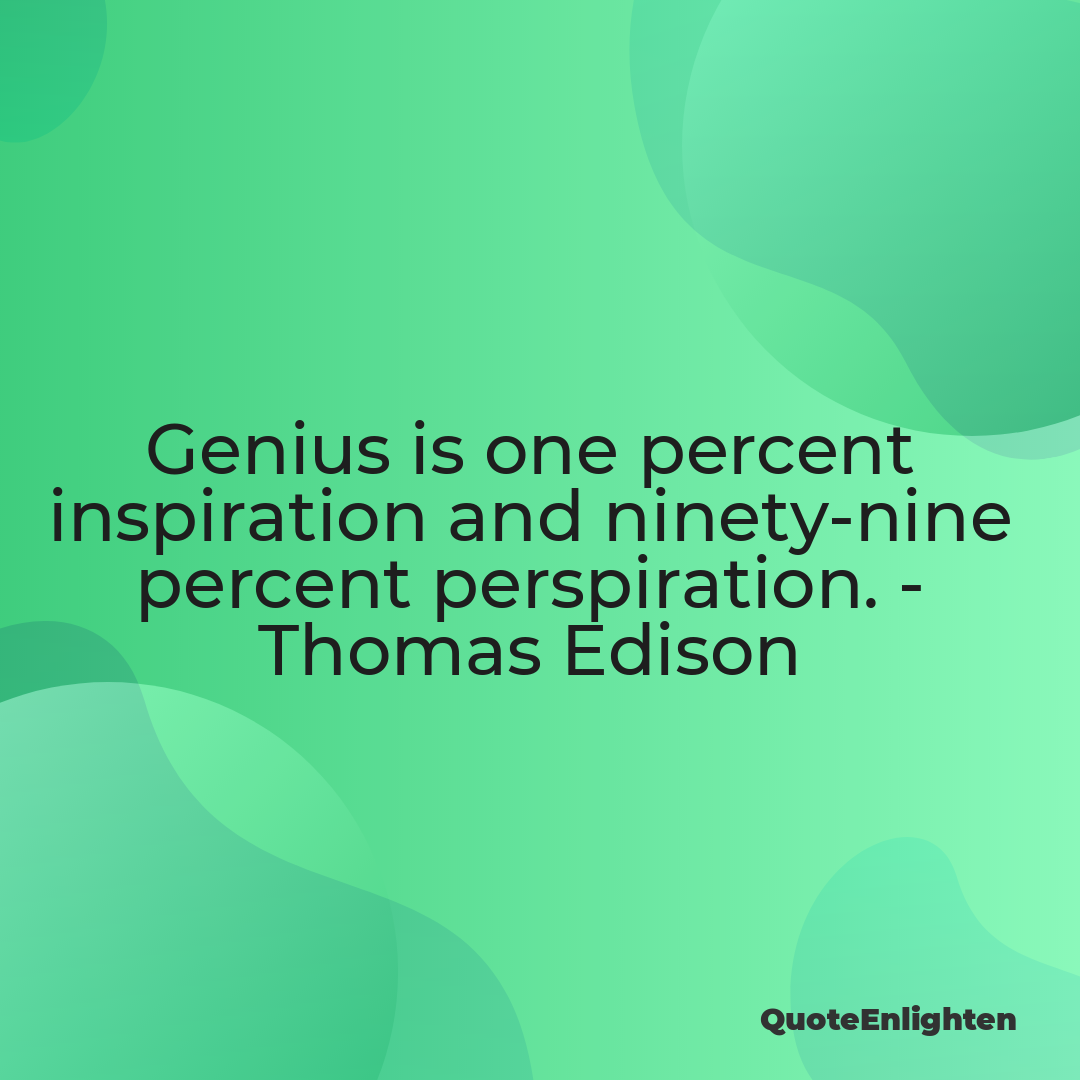 Genius is one percent
inspiration and ninety-nine
percent perspiration. -
Thomas Edison
QuoteEnlighten